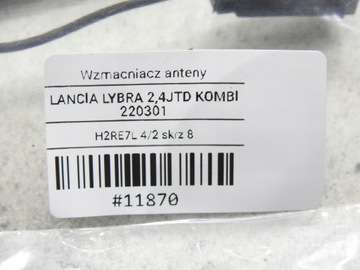 Wzmacniacz anteny
LANCIA LYBRA 2,4JTD KOMBI
220301
H2RE7L 4/2 skrz 8
#11870